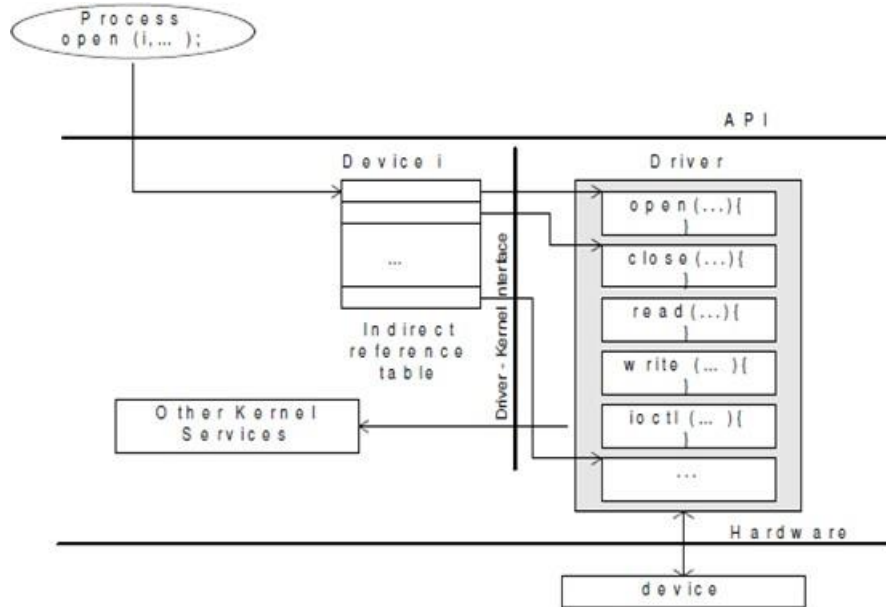 Process
open (i,... );
API
Device i
Driver
open(...){
}
close(...){
}
...
read(...){
}
Driver - Kernel Interface
Indirect
reference
table
write (... ){
}
Other Kernel
Services
ioctl(... ){
}
...
Hardware
device